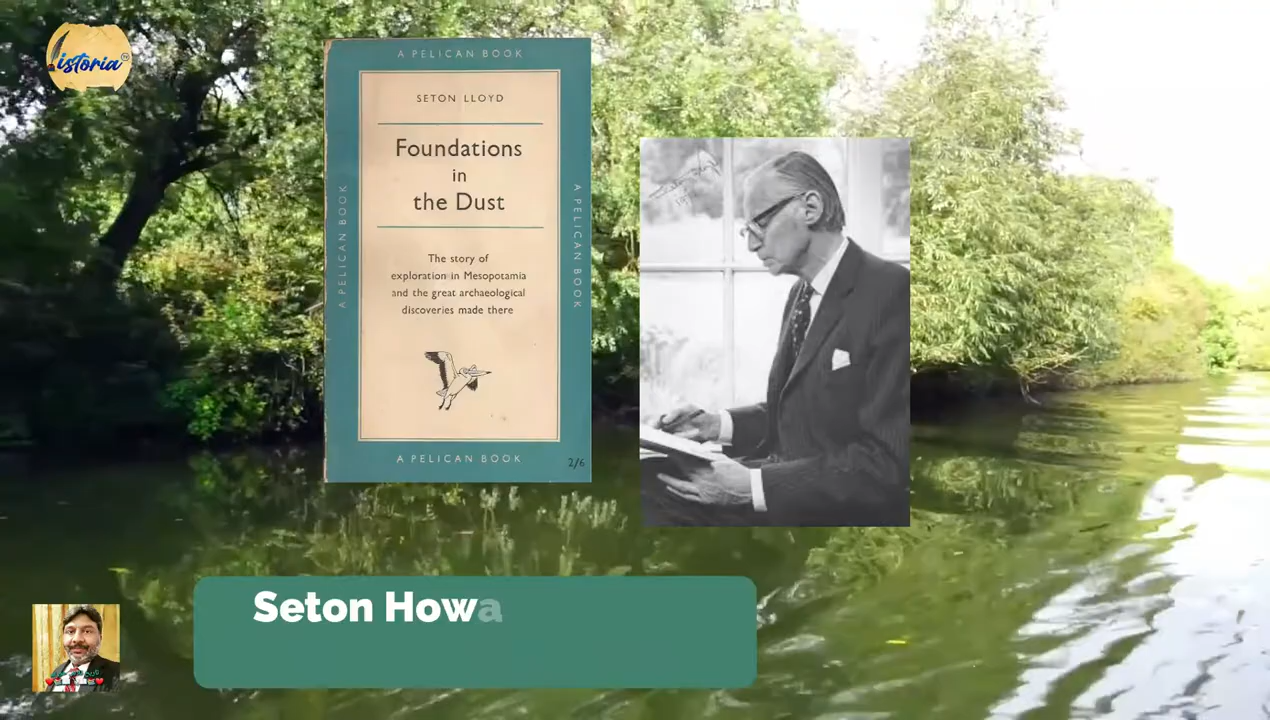 istoria
A PELICAN BOOK
SETON LLOYD
Foundations
in
the Dust
The story of
exploration in Mesopotamia
and the great archaeological
discoveries made there
A PELICAN BOOK
A PELICAN BOOK
A PELICAN BOOK
2/6
Seton Howa